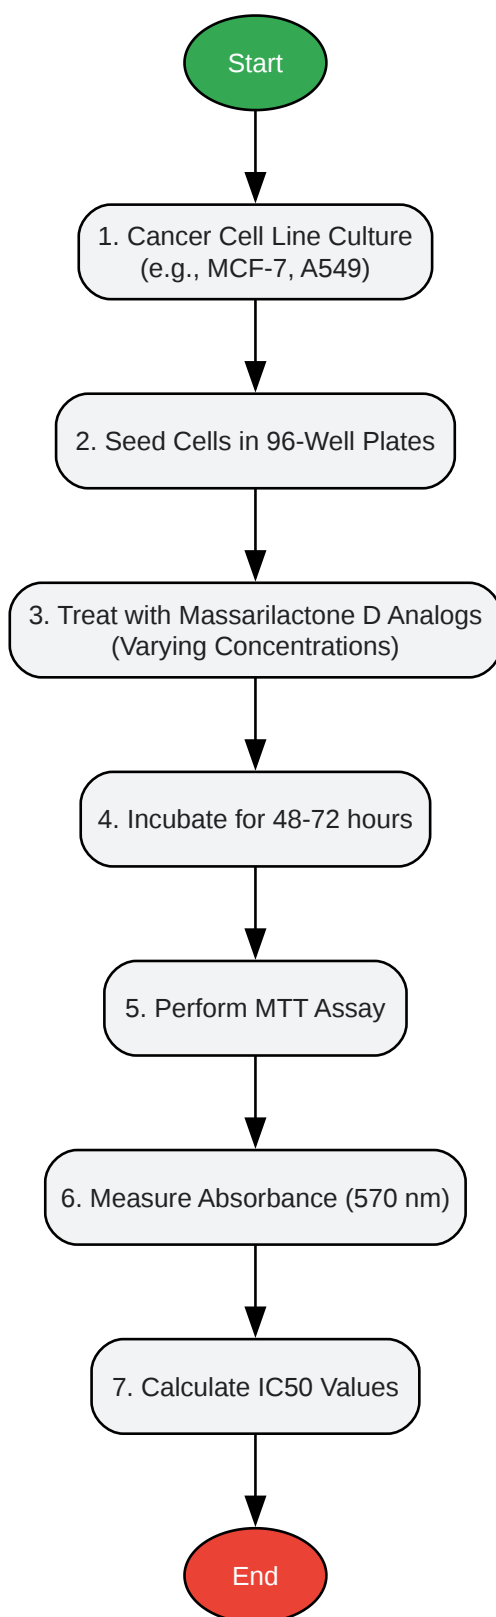 Start
1. Cancer Cell Line Culture
(e.g., MCF-7, A549)
2. Seed Cells in 96-Well Plates
3. Treat with Massarilactone D Analogs
(Varying Concentrations)
4. Incubate for 48-72 hours
5. Perform MTT Assay
6. Measure Absorbance (570 nm)
7. Calculate IC50 Values
End